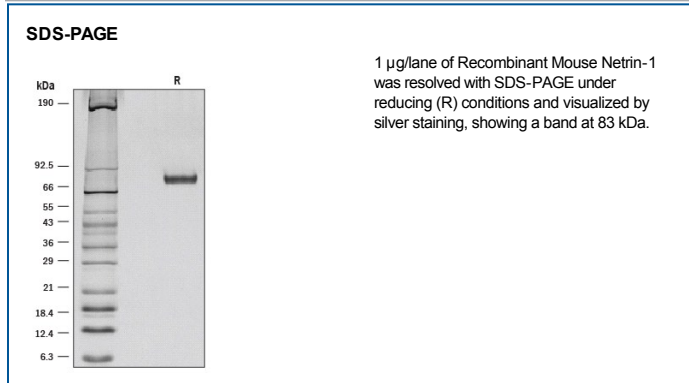 SDS-PAGE
1 µg/lane of Recombinant Mouse Netrin-1
was resolved with SDS-PAGE under
reducing (R) conditions and visualized by
silver staining, showing a band at 83 kDa.
kDa
R
190
92.5
66
55
43
36
29
21
18.4
12.4
6.3